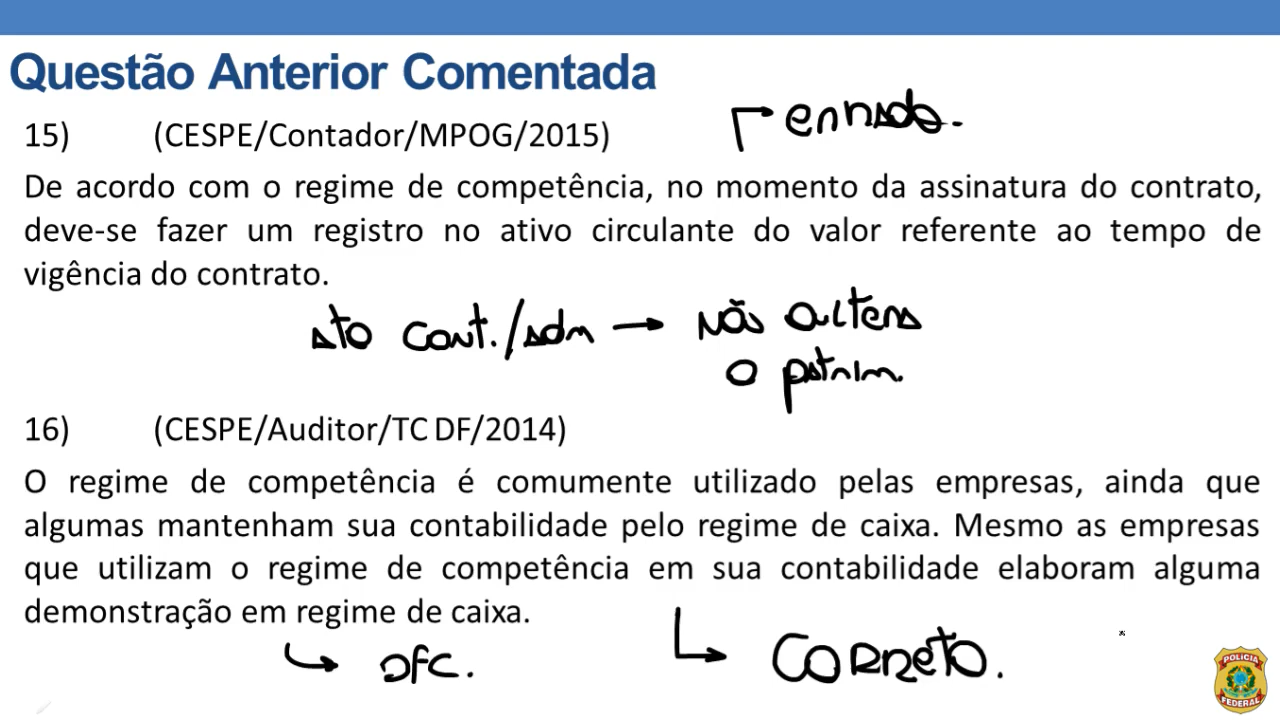 Questão Anterior Comentada
errado.
15) (CESPE/Contador/MPOG/2015)
De acordo com o regime de competência, no momento da assinatura do contrato,
deve-se fazer um registro no ativo circulante do valor referente ao tempo de
vigência do contrato.
ato cont./adm → não altera
o patrim.
16) (CESPE/Auditor/TC DF/2014)
O regime de competência é comumente utilizado pelas empresas, ainda que
algumas mantenham sua contabilidade pelo regime de caixa. Mesmo as empresas
que utilizam o regime de competência em sua contabilidade elaboram alguma
demonstração em regime de caixa.
DFC.
CORRETO.
POLÍCIA
FEDERAL